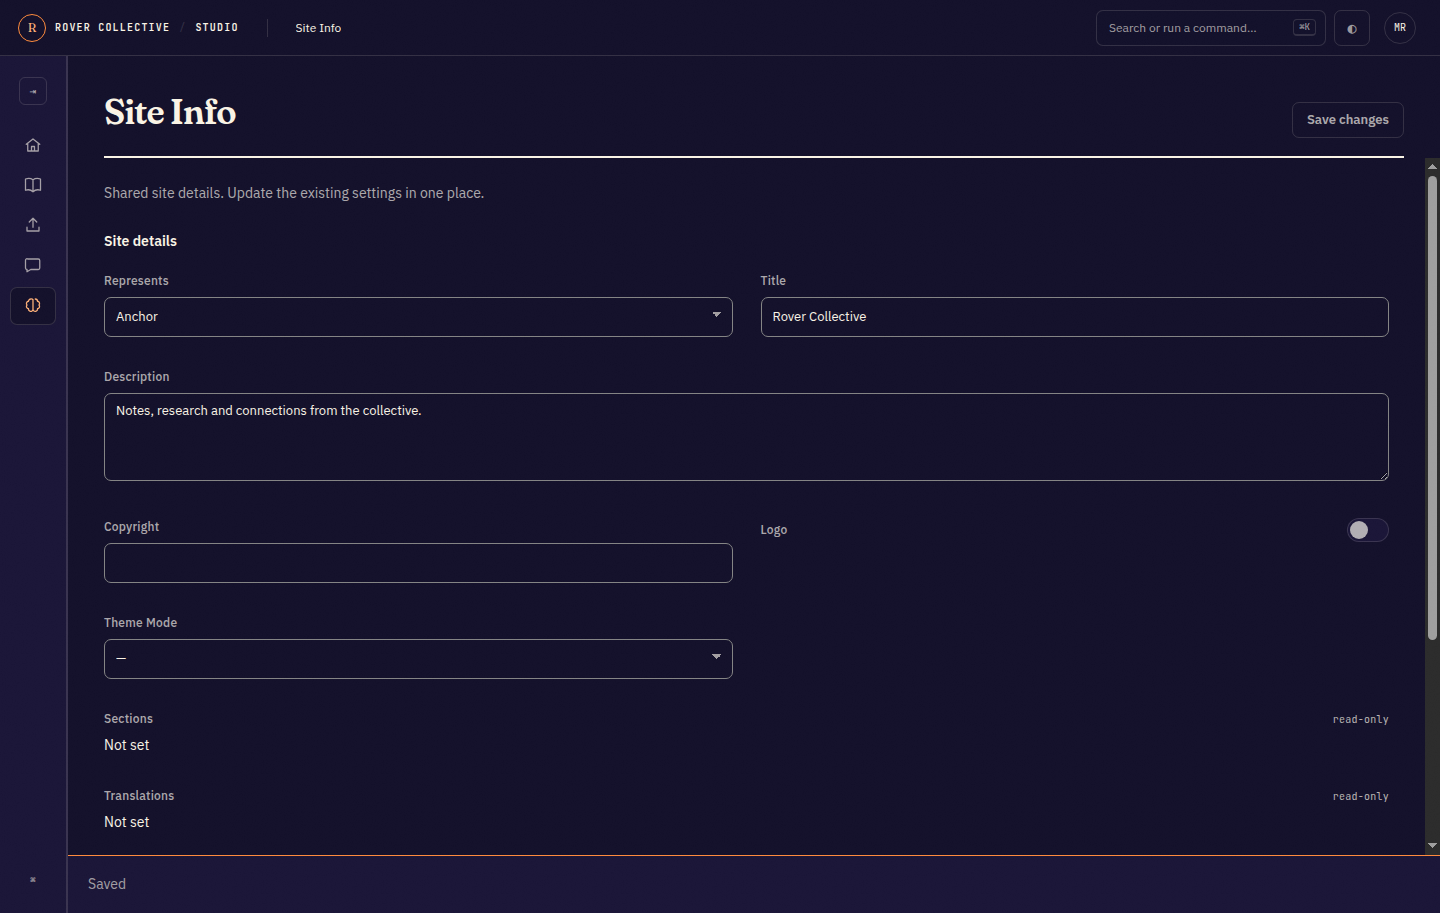 R ROVER COLLECTIVE / STUDIO
Site Info
Search or run a command... ⌘K
MR
Site Info
Save changes
Shared site details. Update the existing settings in one place.
Site details
Represents
Title
Anchor
Rover Collective
Description
Notes, research and connections from the collective.
Copyright
Logo
Theme Mode
—
Sections
read-only
Not set
Translations
read-only
Not set
⌘
Saved